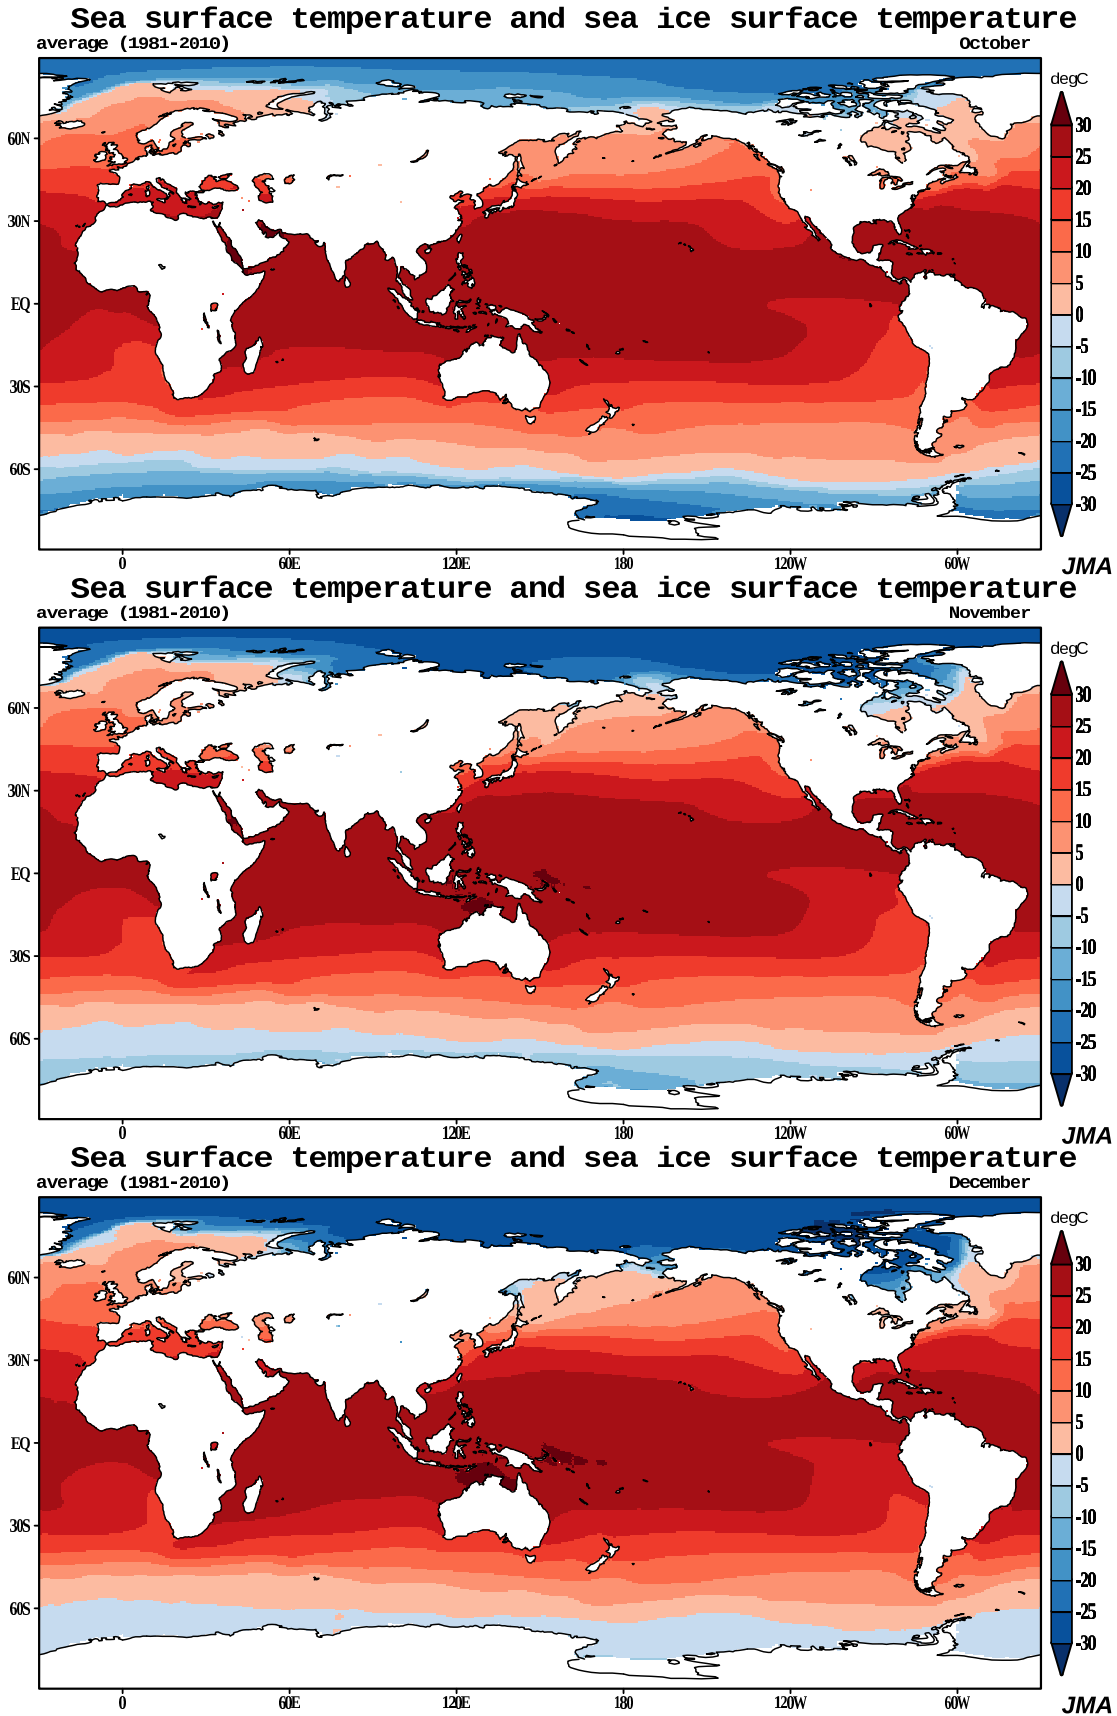 Sea surface temperature and sea ice surface temperature
average (1981-2010) October
degC
30
25
20
15
10
5
0
-5
-10
-15
-20
-25
-30
60N
30N
EQ
30S
60S
0 60E 120E 180 120W 60W
JMA
Sea surface temperature and sea ice surface temperature
average (1981-2010) November
degC
30
25
20
15
10
5
0
-5
-10
-15
-20
-25
-30
60N
30N
EQ
30S
60S
0 60E 120E 180 120W 60W
JMA
Sea surface temperature and sea ice surface temperature
average (1981-2010) December
degC
30
25
20
15
10
5
0
-5
-10
-15
-20
-25
-30
60N
30N
EQ
30S
60S
0 60E 120E 180 120W 60W
JMA